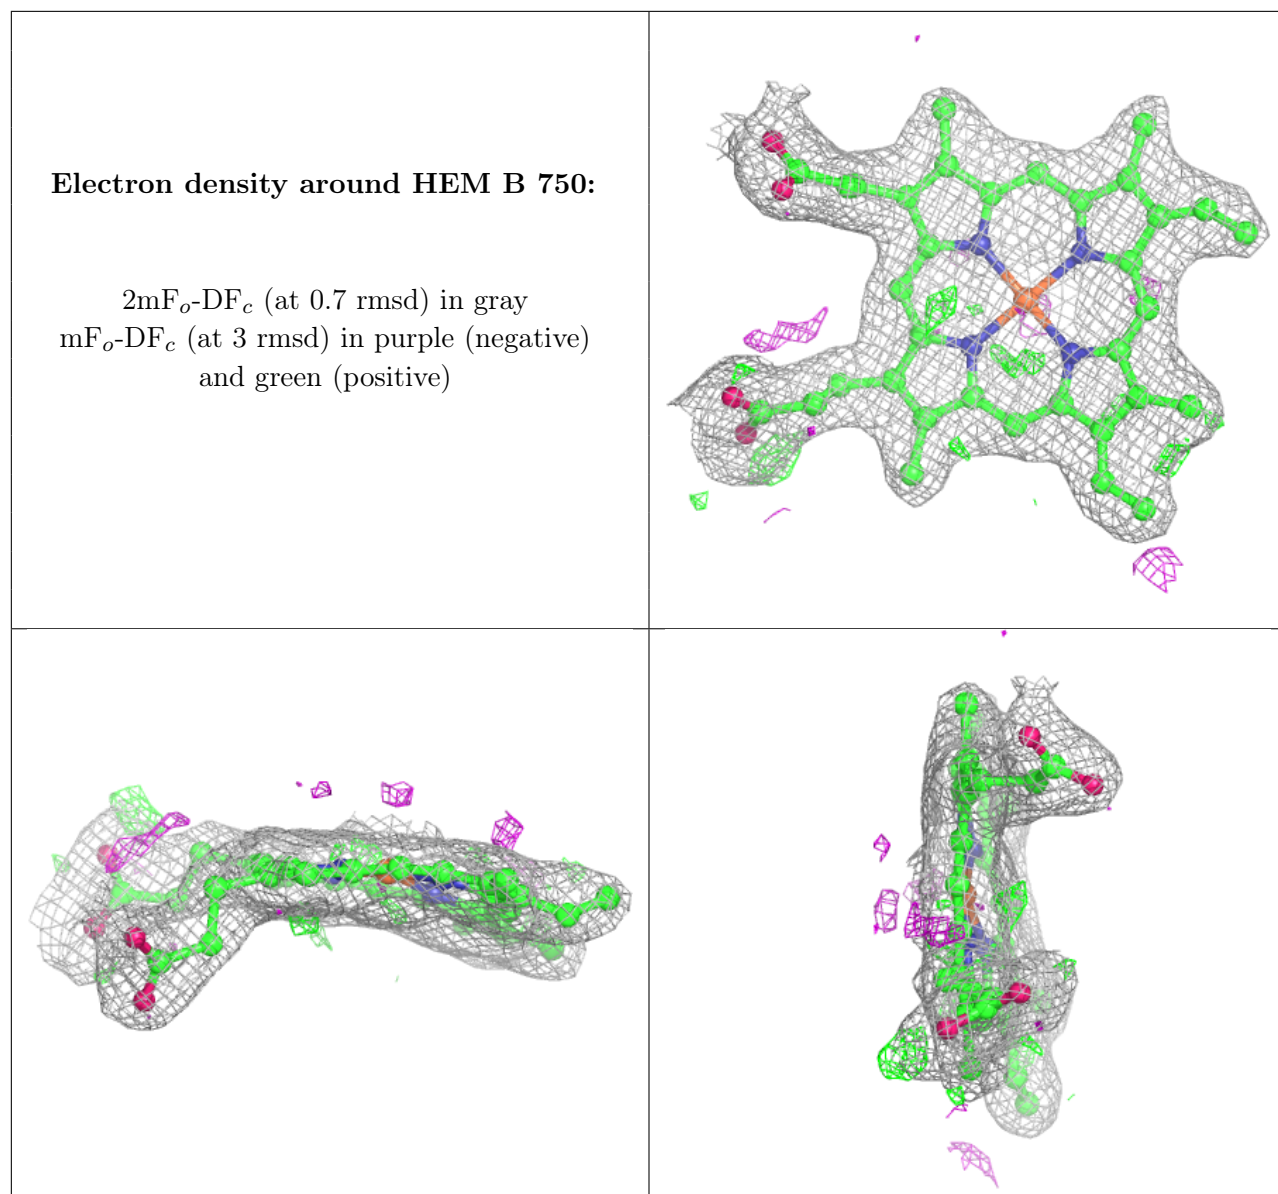 Electron density around HEM B 750:
2mFo-DFc (at 0.7 rmsd) in gray
mFo-DFc (at 3 rmsd) in purple (negative)
and green (positive)